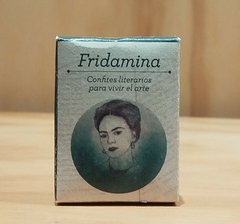 Fridamina
Confites literarios
para vivir el arte